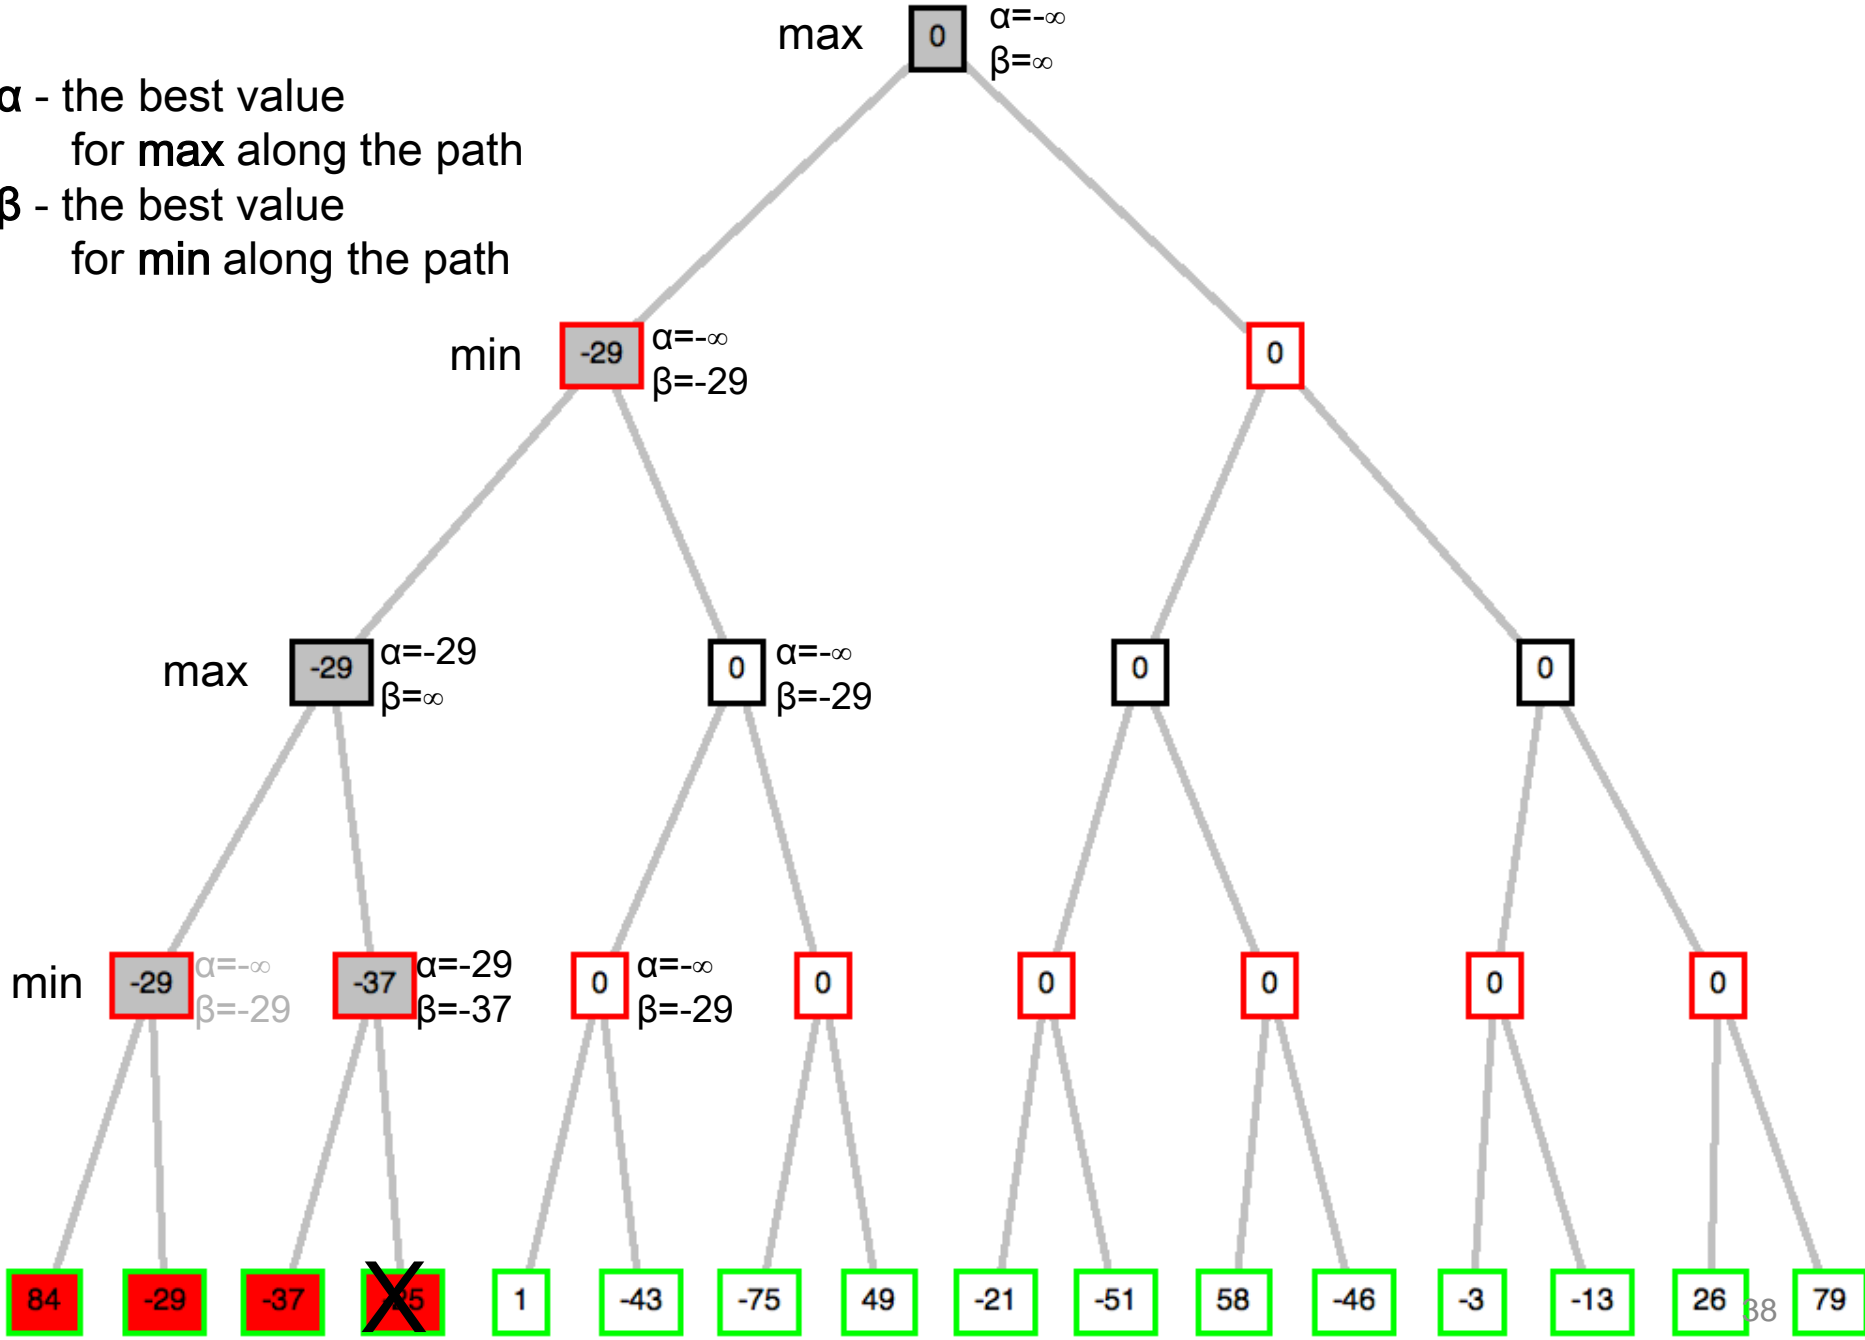 max 0 α=-∞
β=∞
α - the best value
for max along the path
β - the best value
for min along the path
min -29 α=-∞
β=-29
0
max -29 α=-29
β=∞
0 α=-∞
β=-29
0
0
min -29 α=-∞
β=-29
-37 α=-29
β=-37
0 α=-∞
β=-29
0
0
0
0
0
84 -29 -37 X 1 -43 -75 49 -21 -51 58 -46 -3 -13 26 38 79